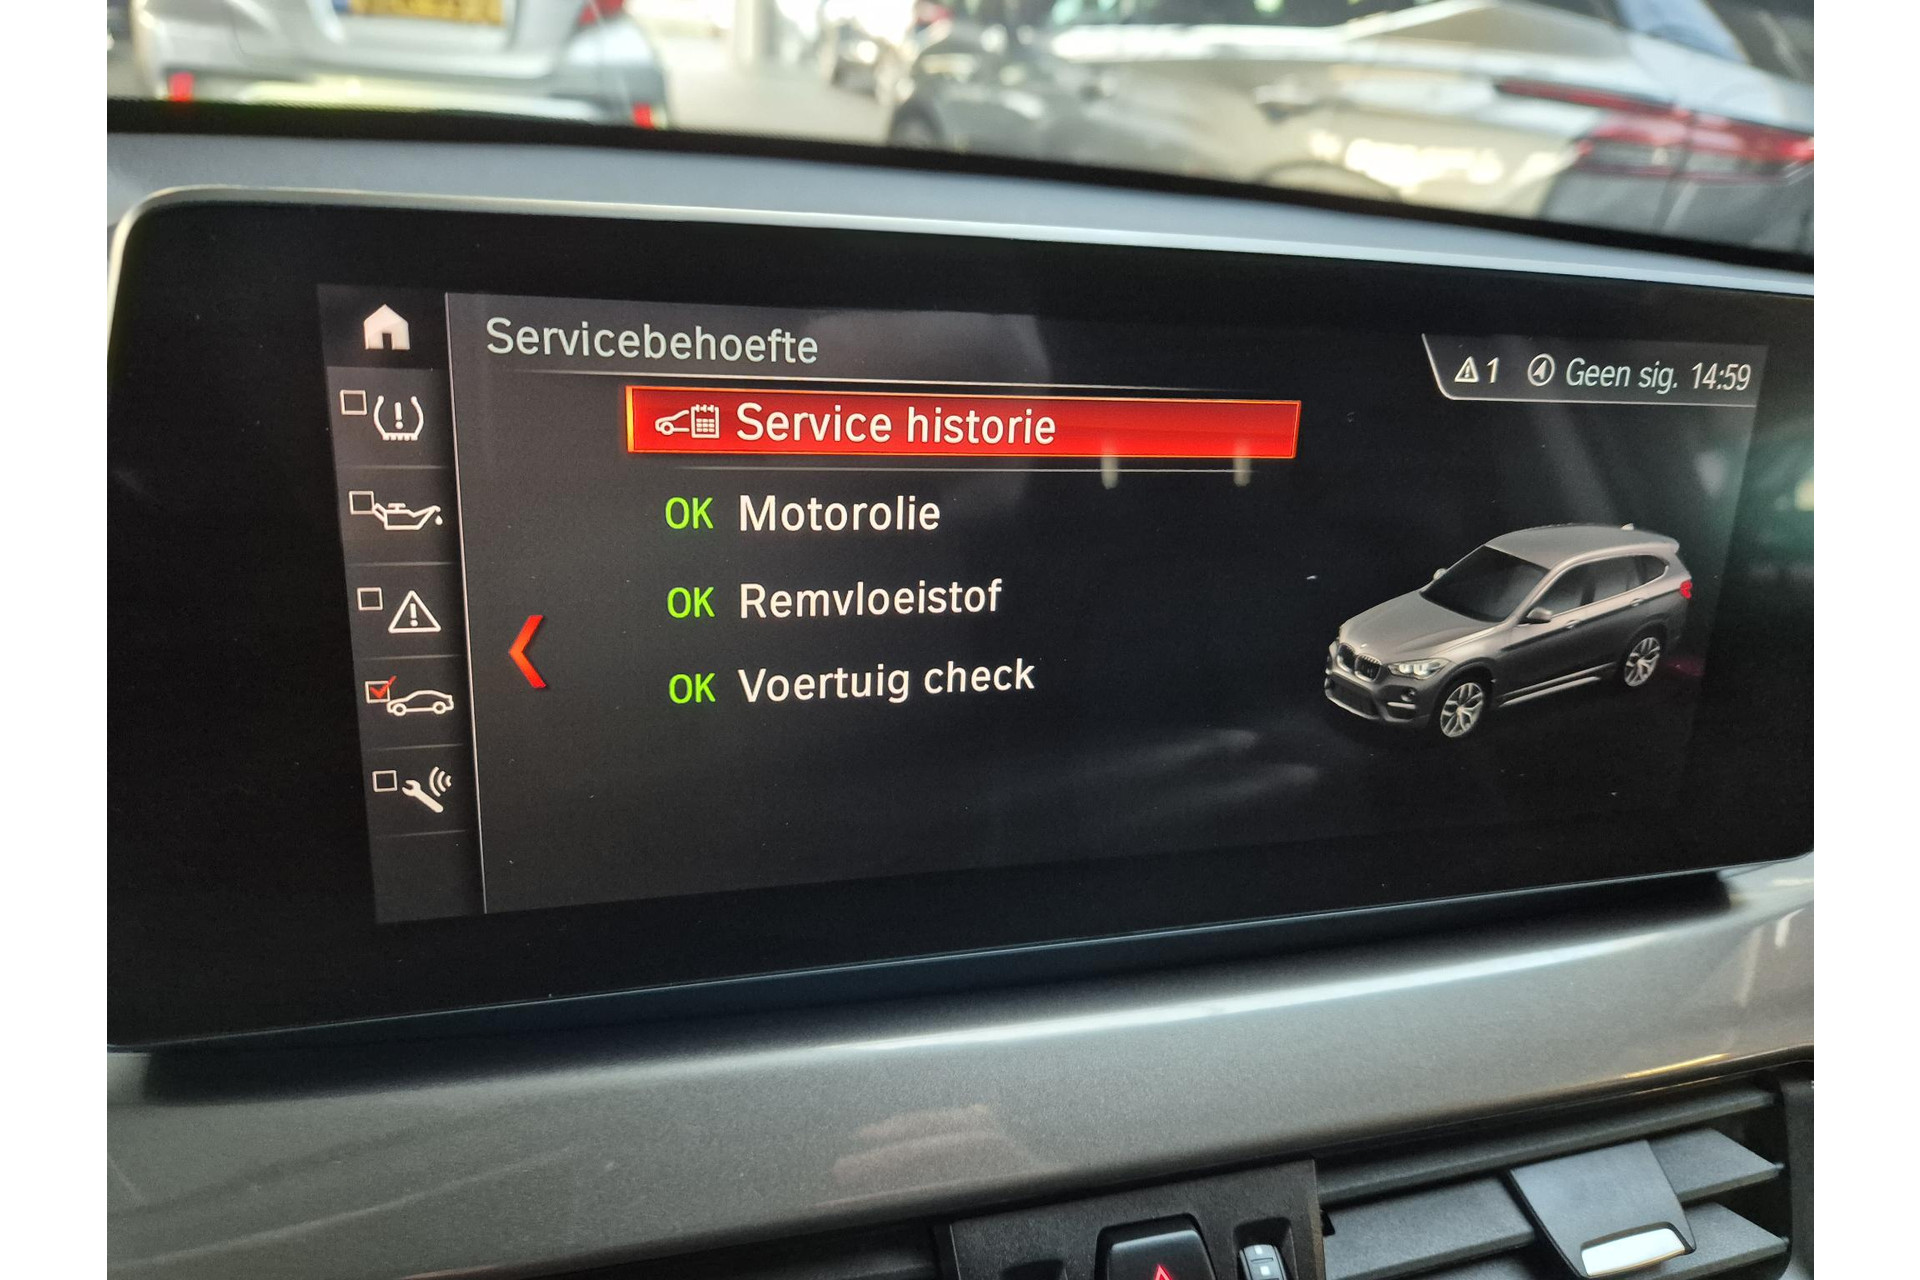 Servicebehoefte
1 Geen sig. 14:59
Service historie
OK Motorolie
OK Remvloeistof
OK Voertuig check